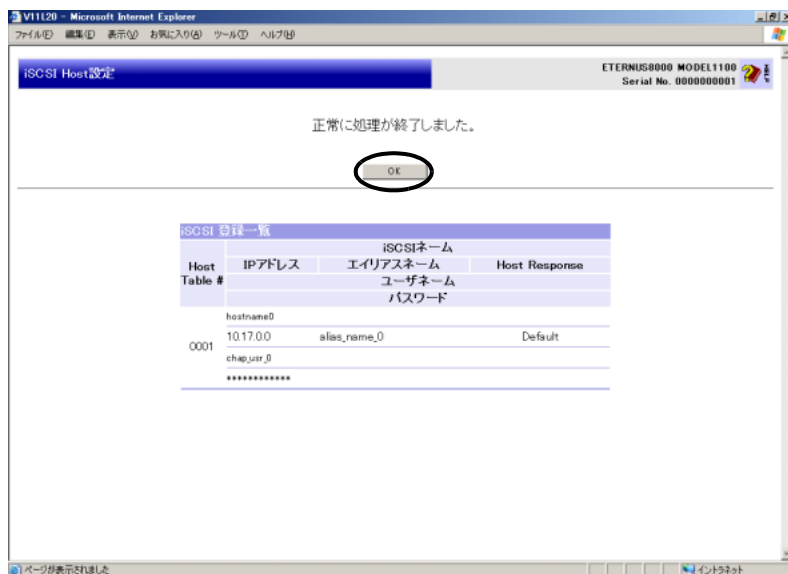 V11L20 - Microsoft Internet Explorer
ファイル(F) 編集(E) 表示(V) お気に入り(A) ツール(T) ヘルプ(H)
iSCSI Host設定
ETERNUS8000 MODEL1100
Serial No. 0000000001
HELP
正常に処理が終了しました。
OK
iSCSI 登録一覧
Host Table #
iSCSIネーム
IPアドレス エイリアスネーム Host Response
ユーザネーム
パスワード
0001
hostname0
10.17.0.0 alias_name_0 Default
chap_usr_0
************
ページが表示されました
イントラネット